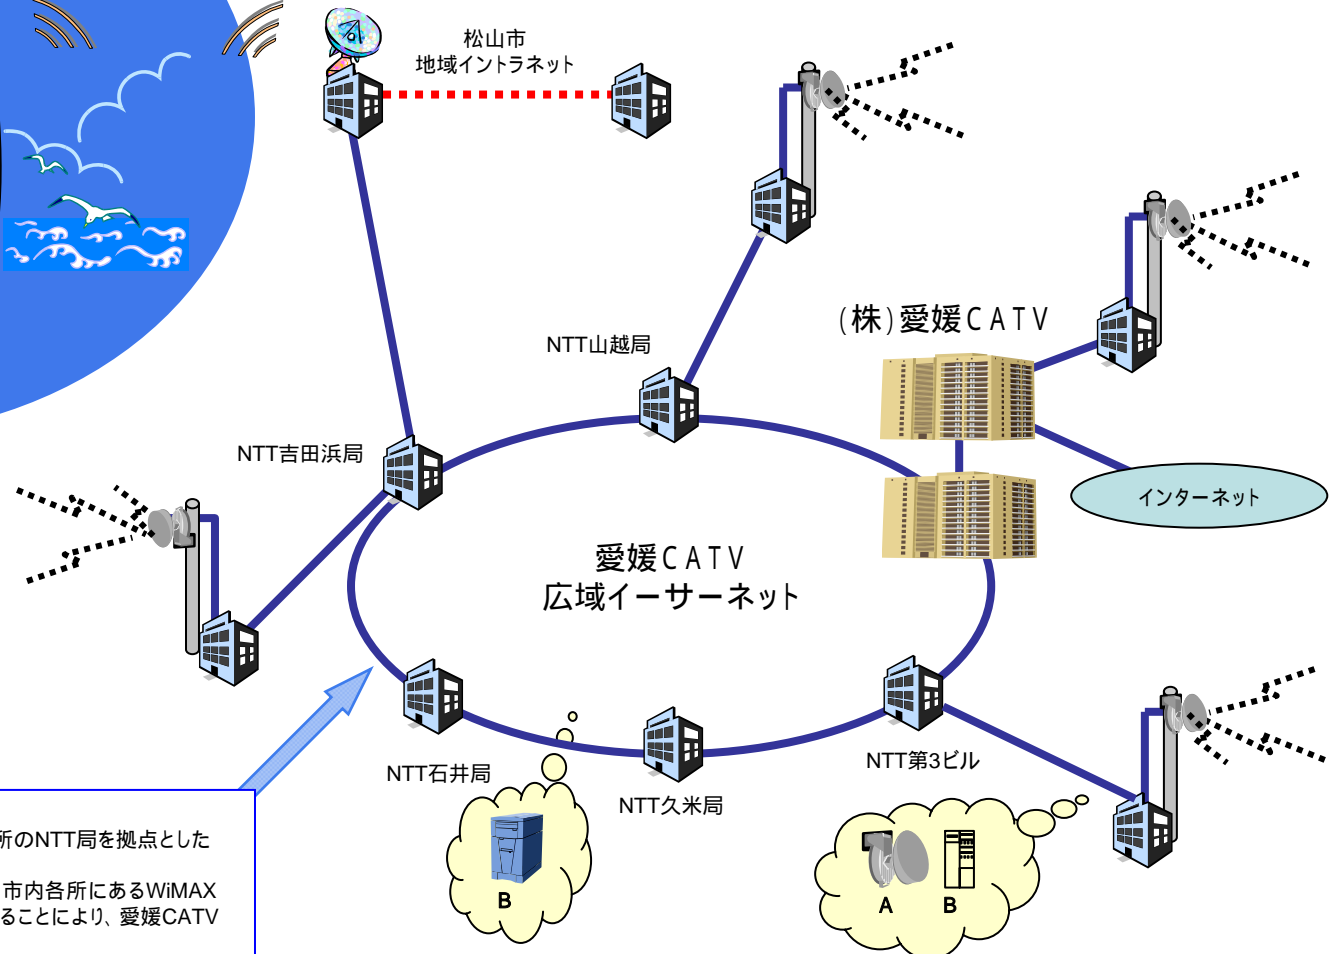 松山市
地域イントラネット
(株)愛媛CATV
NTT山越局
NTT吉田浜局
インターネット
愛媛CATV
広域イーサーネット
NTT石井局
NTT久米局
NTT第3ビル
B
A B
所のNTT局を拠点とした
市内各所にあるWiMAX
ることにより、愛媛CATV